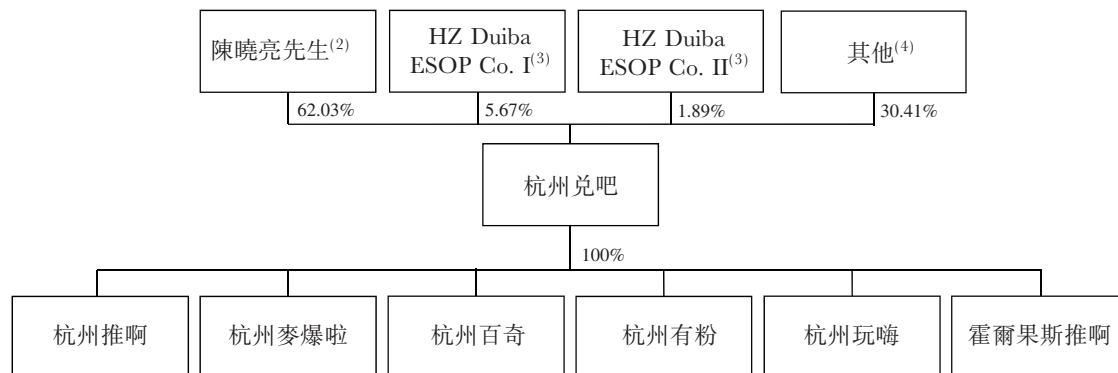 陳曉亮先生(2)
HZ Duiba
ESOP Co. I(3)
HZ Duiba
ESOP Co. II(3)
其他(4)
62.03%
5.67%
1.89%
30.41%
杭州兑吧
100%
杭州推啊
杭州麥爆啦
杭州百奇
杭州有粉
杭州玩嗨
霍爾果斯推啊